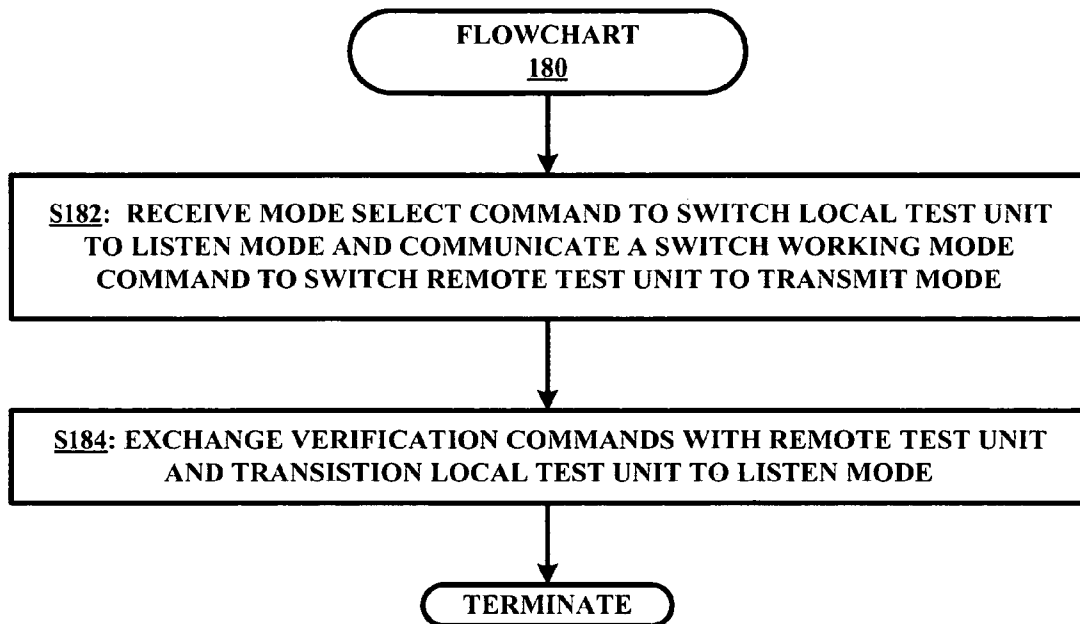 FLOWCHART
180
S182: RECEIVE MODE SELECT COMMAND TO SWITCH LOCAL TEST UNIT
TO LISTEN MODE AND COMMUNICATE A SWITCH WORKING MODE
COMMAND TO SWITCH REMOTE TEST UNIT TO TRANSMIT MODE
S184: EXCHANGE VERIFICATION COMMANDS WITH REMOTE TEST UNIT
AND TRANSISTION LOCAL TEST UNIT TO LISTEN MODE
TERMINATE